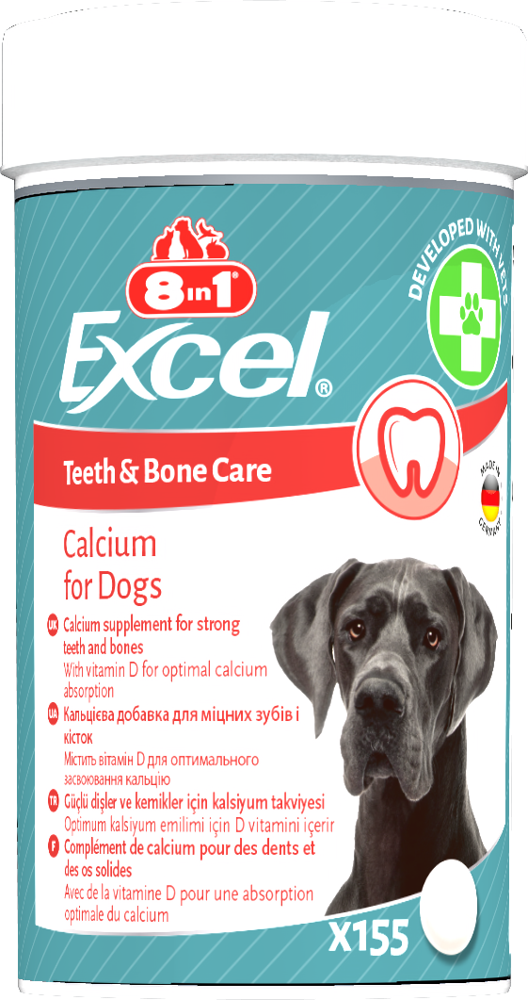 8in1®
Excel®
DEVELOPED WITH VETS
Teeth & Bone Care
MADE IN
GERMANY
Calcium
for Dogs
UK Calcium supplement for strong
teeth and bones
With vitamin D for optimal calcium
absorption
UA Кальцієва добавка для міцних зубів і
кісток
Містить вітамін D для оптимального
засвоювання кальцію
TR Güçlü dişler ve kemikler için kalsiyum takviyesi
Optimum kalsiyum emilimi için D vitamini içerir
F Complément de calcium pour des dents et
des os solides
Avec de la vitamine D pour une absorption
optimale du calcium
X155